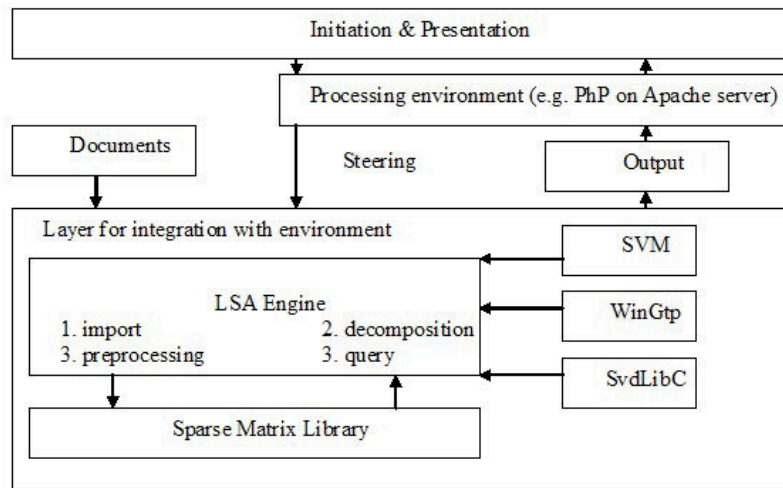 Initiation & Presentation
Processing environment (e.g. PhP on Apache server)
Documents
Steering
Output
Layer for integration with environment
SVM
LSA Engine
1. import 2. decomposition
3. preprocessing 3. query
WinGtp
SvdLibC
Sparse Matrix Library